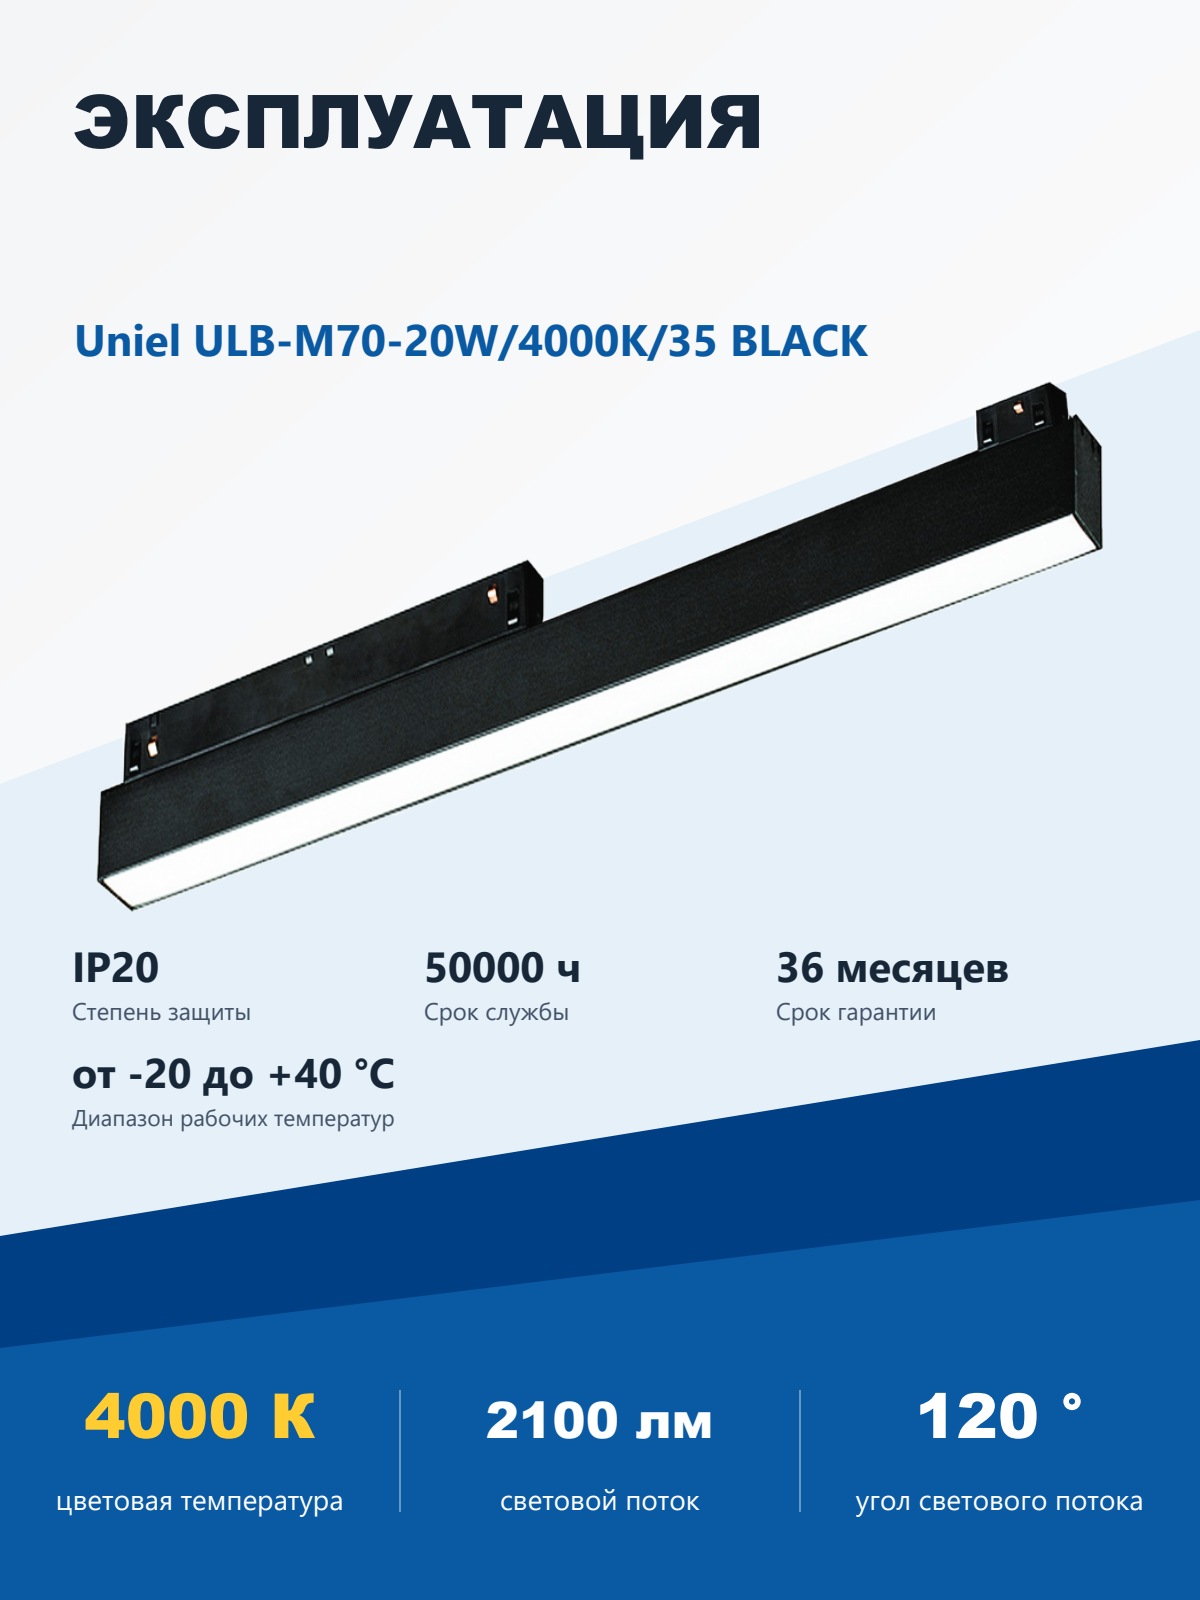 ЭКСПЛУАТАЦИЯ
Uniel ULB-M70-20W/4000K/35 BLACK
IP20
Степень защиты
50000 ч
Срок службы
36 месяцев
Срок гарантии
от -20 до +40 °C
Диапазон рабочих температур
4000 К
цветовая температура
2100 лм
световой поток
120 °
угол светового потока